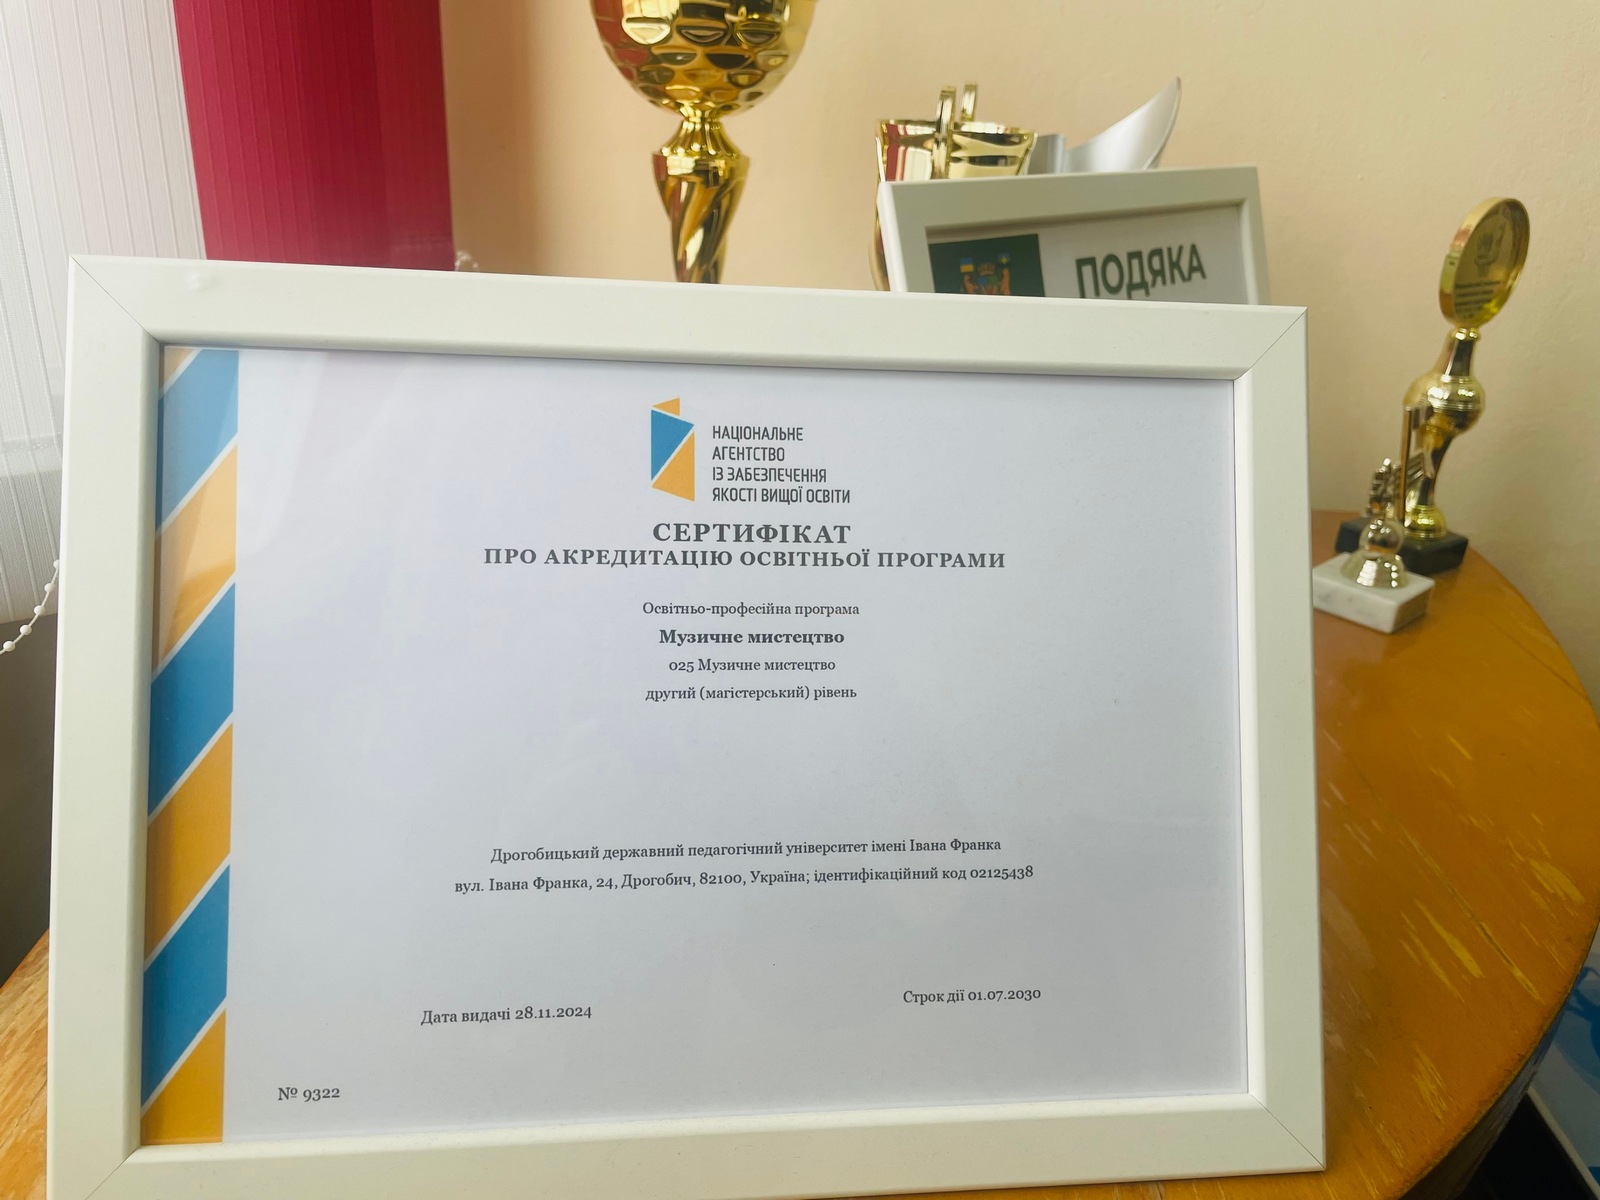 ПОДЯКА
НАЦІОНАЛЬНЕ
АГЕНТСТВО
ІЗ ЗАБЕЗПЕЧЕННЯ
ЯКОСТІ ВИЩОЇ ОСВІТИ
СЕРТИФІКАТ
ПРО АКРЕДИТАЦІЮ ОСВІТНЬОЇ ПРОГРАМИ
Освітньо-професійна програма
Музичне мистецтво
025 Музичне мистецтво
другий (магістерський) рівень
Дрогобицький державний педагогічний університет імені Івана Франка
вул. Івана Франка, 24, Дрогобич, 82100, Україна; ідентифікаційний код 02125438
Дата видачі 28.11.2024
Строк дії 01.07.2030
№ 9322